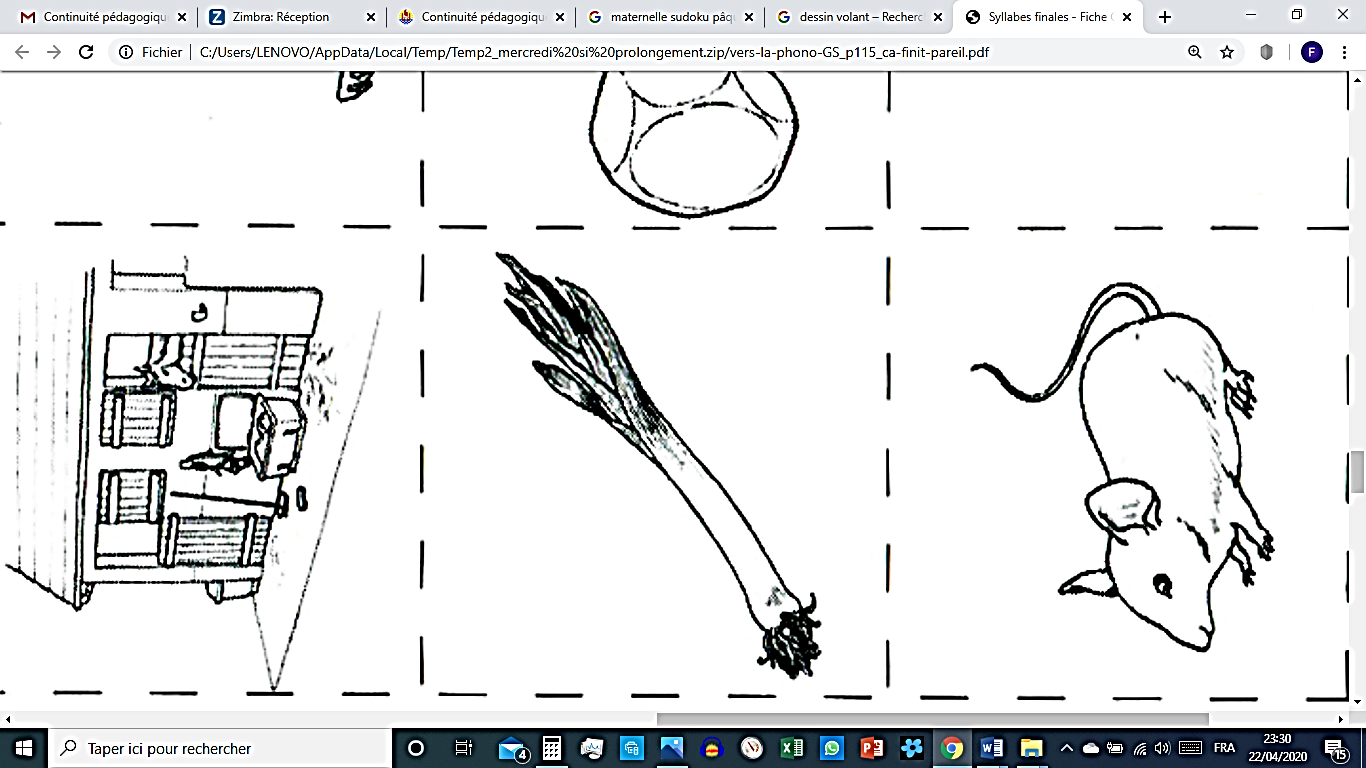 Continuité pédagogiqu
Zimbra: Réception
Continuité pédagogiqu
maternelle sudoku pâqu
dessin volant – Recherc
Syllabes finales - Fiche
Fichier
C:/Users/LENOVO/AppData/Local/Temp/Temp2_mercredi%20si%20prolongement.zip/vers-la-phono-GS_p115_ca-finit-pareil.pdf
F
Taper ici pour rechercher
4
FRA
23:30
22/04/2020
15